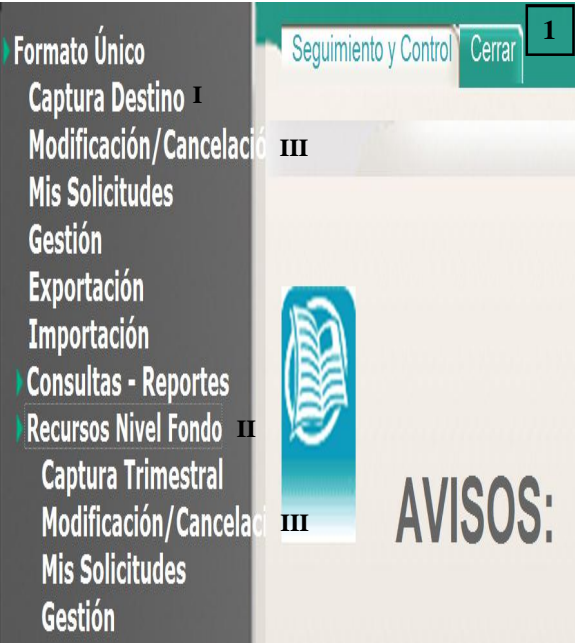 Formato Único
Captura Destino I
Modificación/Cancelació III
Mis Solicitudes
Gestión
Exportación
Importación
Consultas - Reportes
Recursos Nivel Fondo II
Captura Trimestral
Modificación/Cancelaci III
Mis Solicitudes
Gestión
Seguimiento y Control Cerrar 1
AVISOS: